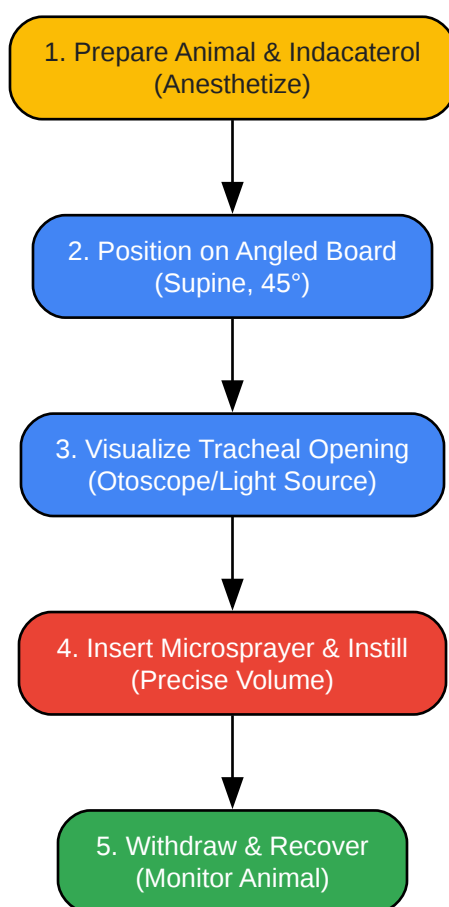 1. Prepare Animal & Indacaterol
(Anesthetize)
2. Position on Angled Board
(Supine, 45°)
3. Visualize Tracheal Opening
(Otoscope/Light Source)
4. Insert Microsprayer & Instill
(Precise Volume)
5. Withdraw & Recover
(Monitor Animal)